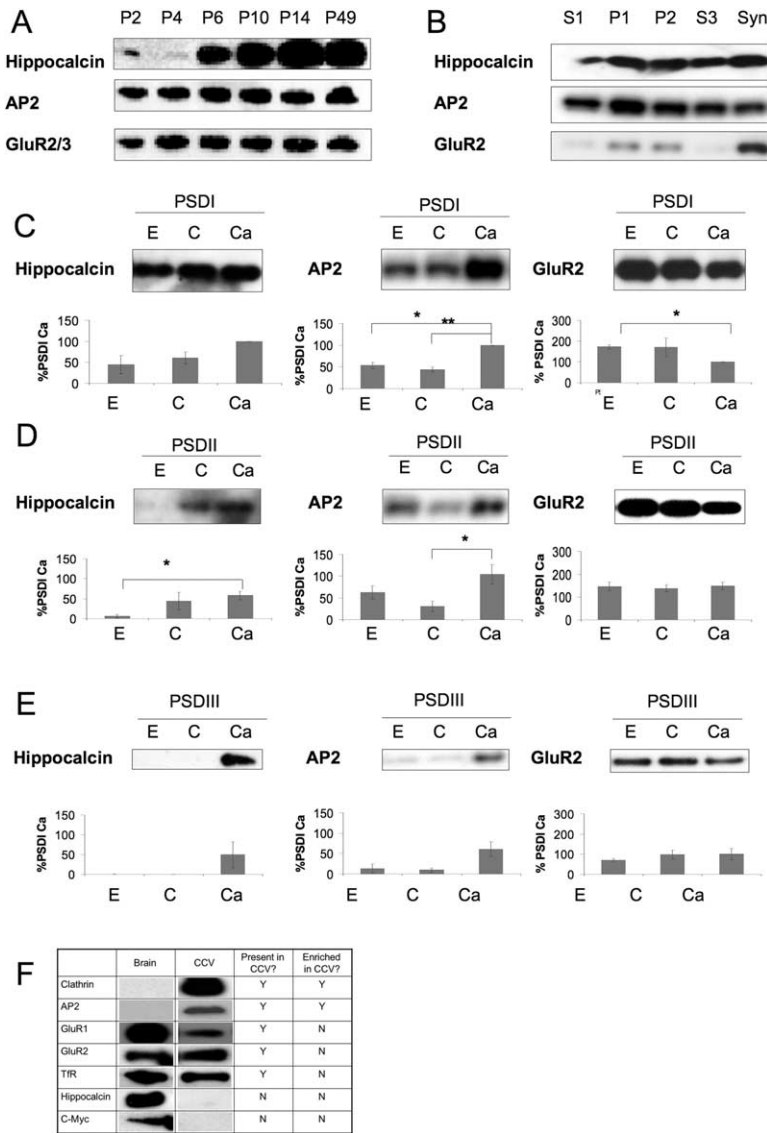 A
P2 P4 P6 P10 P14 P49
Hippocalcin
AP2
GluR2/3
B
S1 P1 P2 S3 Syn
Hippocalcin
AP2
GluR2
C
PSDI
E C Ca
Hippocalcin
%PSDI Ca
150
100
50
0
E C Ca
PSDI
E C Ca
AP2
%PSDI Ca
150
100
50
0
* **
E C Ca
PSDI
E C Ca
GluR2
% PSDI Ca
300
200
100
0
*
E C Ca
D
PSDII
E C Ca
Hippocalcin
%PSDI Ca
150
100
50
0
*
E C Ca
PSDII
E C Ca
AP2
%PSDI Ca
150
100
50
0
*
E C Ca
PSDII
E C Ca
GluR2
%PSDI Ca
300
200
100
0
E C Ca
E
PSDIII
E C Ca
Hippocalcin
%PSDI Ca
150
100
50
0
E C Ca
PSDIII
E C Ca
AP2
%PSDI Ca
150
100
50
0
E C Ca
PSDIII
E C Ca
GluR2
% PSDI Ca
300
200
100
0
E C Ca
F
Brain CCV Present in CCV? Enriched in CCV?
Clathrin Y Y
AP2 Y Y
GluR1 Y N
GluR2 Y N
TfR Y N
Hippocalcin N N
C-Myc N N